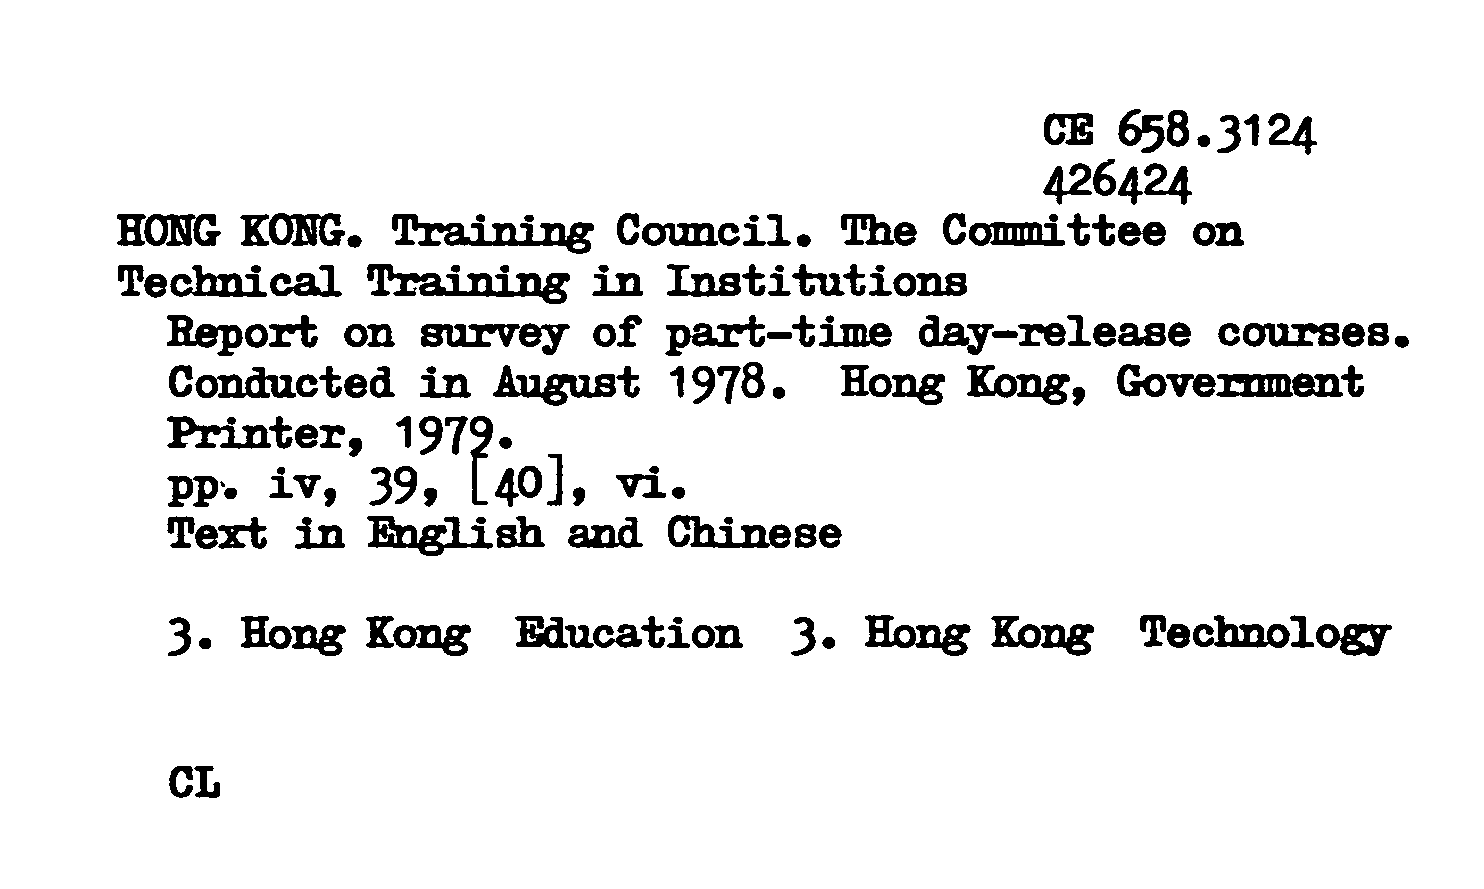 CE 658.3124
426424
HONG KONG. Training Council. The Committee on
Technical Training in Institutions
Report on survey of part-time day-release courses.
Conducted in August 1978. Hong Kong, Government
Printer, 1979.
pp. iv, 39, [40], vi.
Text in English and Chinese
3. Hong Kong Education 3. Hong Kong Technology
CL